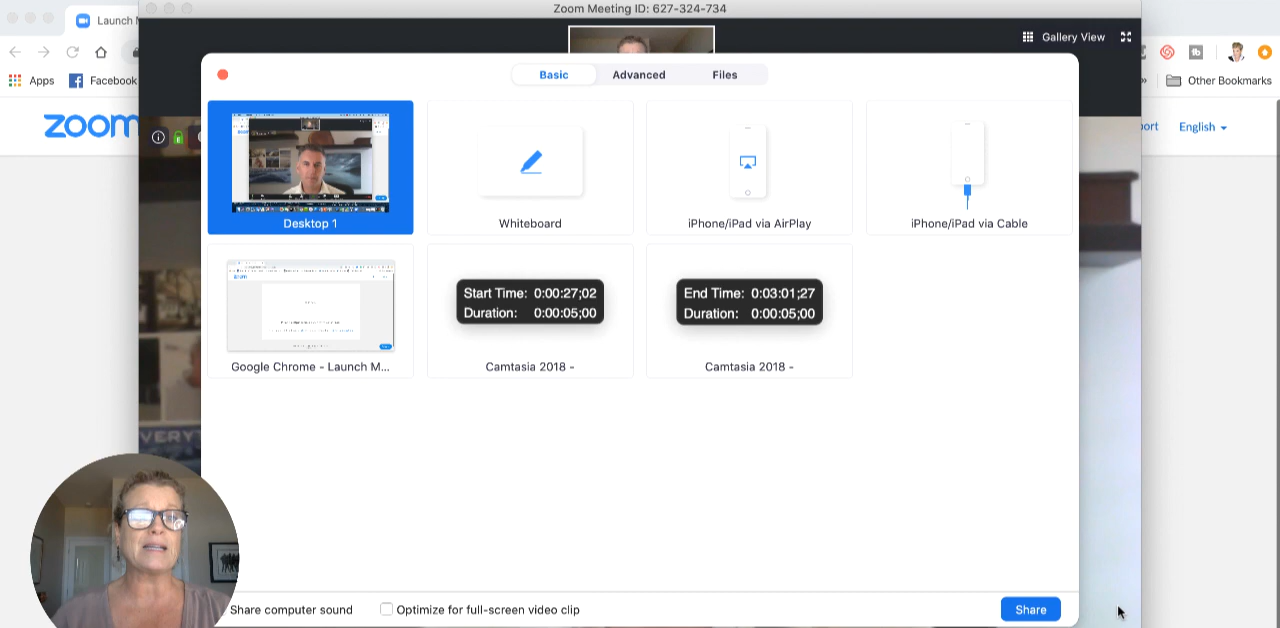 Zoom Meeting ID: 627-324-734
Launch
Gallery View
Apps
Facebook
Other Bookmarks
zoom
English
Basic
Advanced
Files
Desktop 1
Whiteboard
iPhone/iPad via AirPlay
iPhone/iPad via Cable
Start Time: 0:00:27;02
Duration: 0:00:05;00
End Time: 0:03:01;27
Duration: 0:00:05;00
Google Chrome - Launch M...
Camtasia 2018 -
Camtasia 2018 -
Share computer sound
Optimize for full-screen video clip
Share